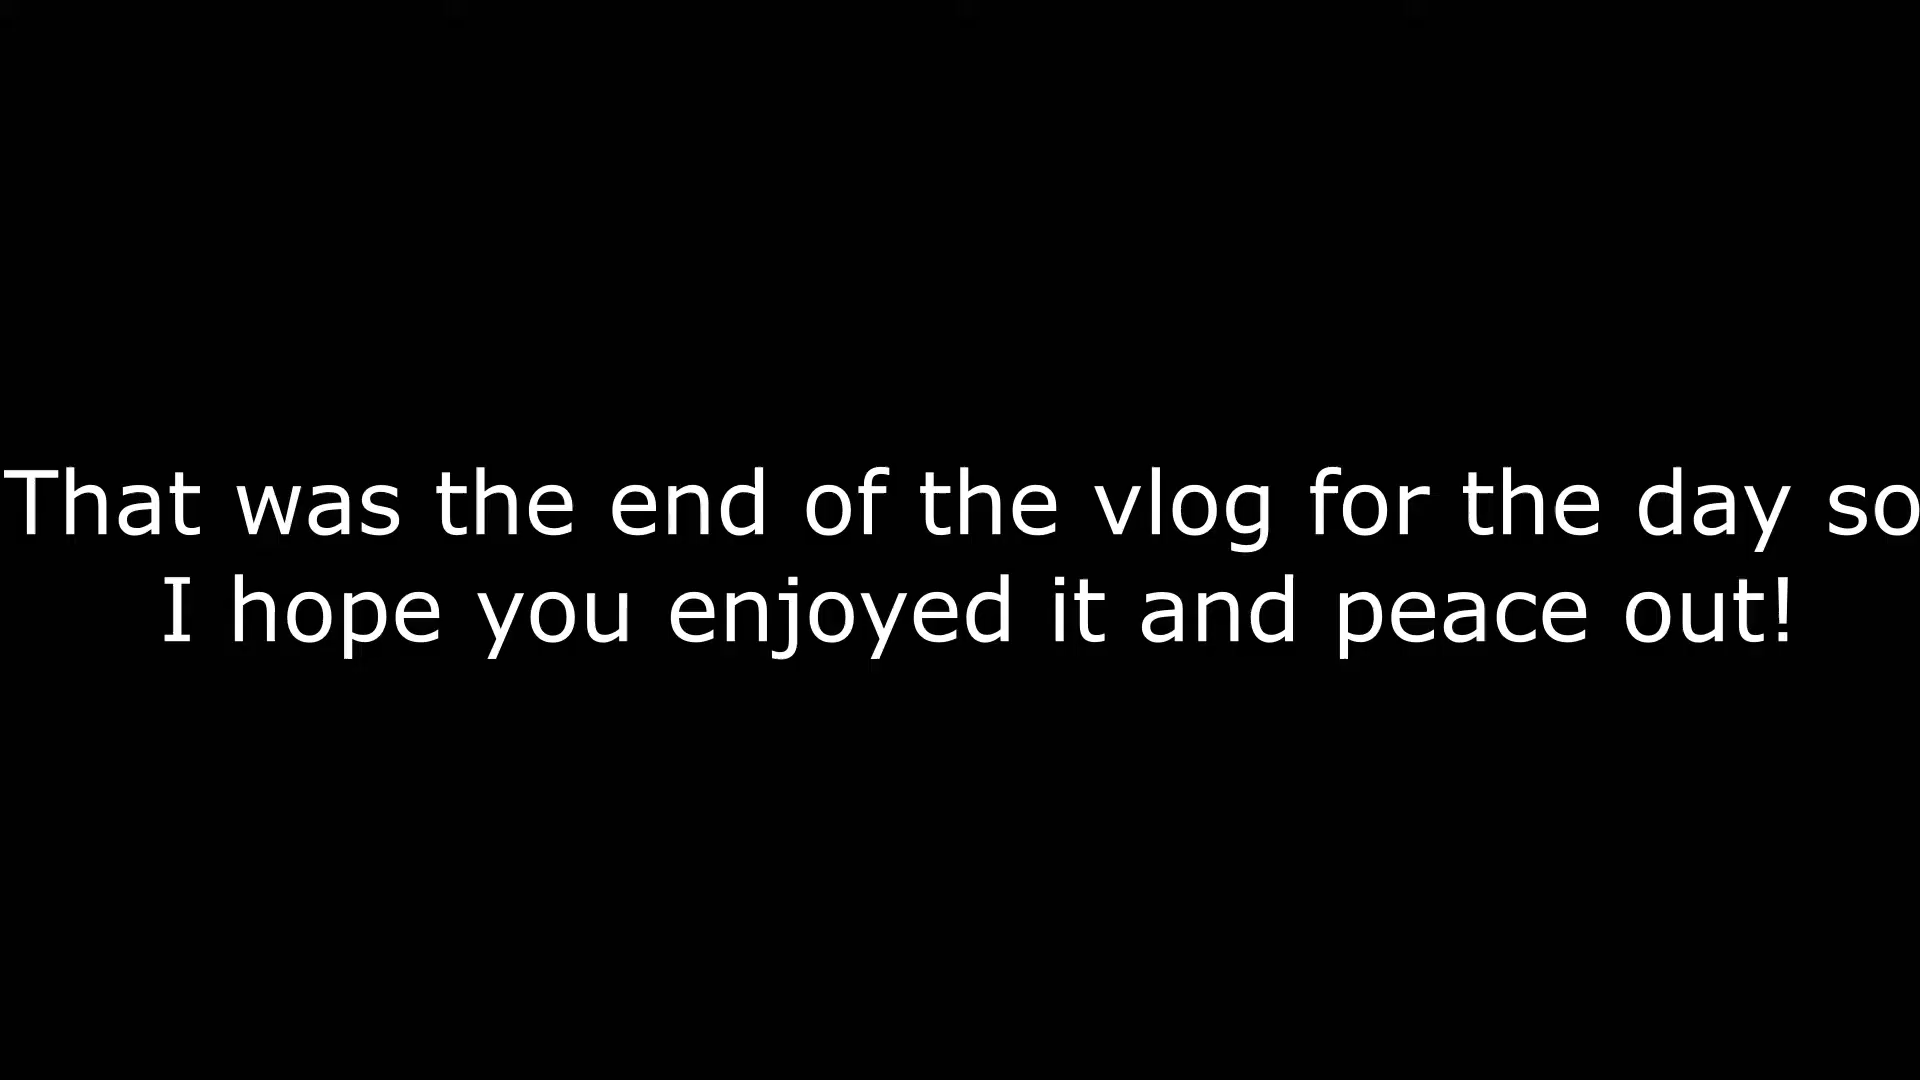 That was the end of the vlog for the day so
I hope you enjoyed it and peace out!